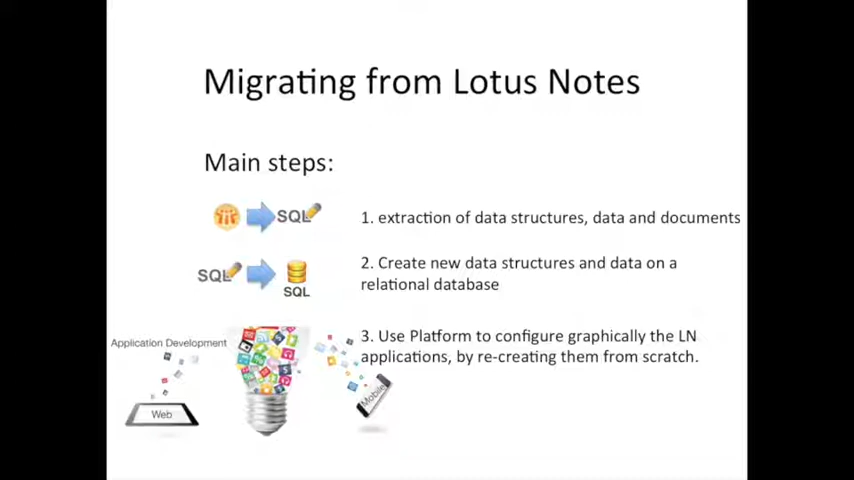 Migrating from Lotus Notes
Main steps:
SQL
1. extraction of data structures, data and documents
SQL
SQL
2. Create new data structures and data on a
relational database
Application Development
Web
Mobile
3. Use Platform to configure graphically the LN
applications, by re-creating them from scratch.